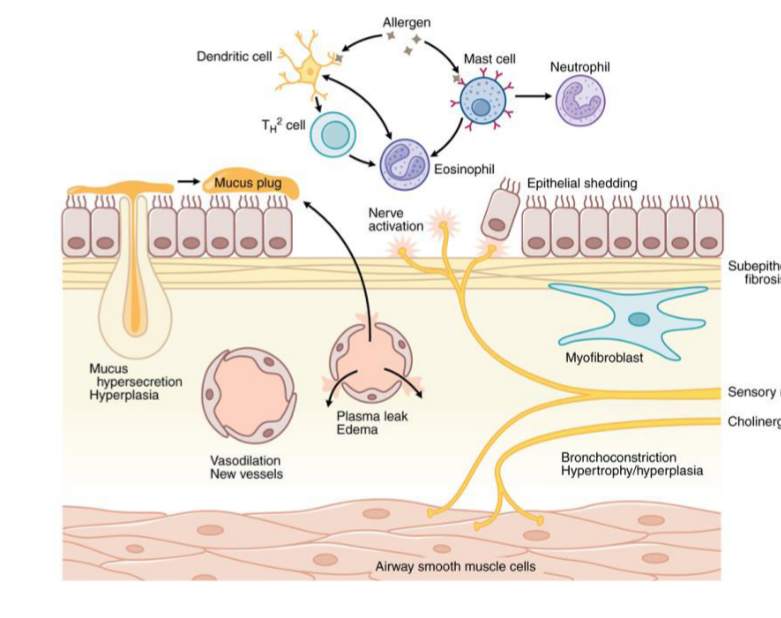 Allergen
Dendritic cell
Mast cell
Neutrophil
TH2 cell
Eosinophil
Mucus plug
Epithelial shedding
Nerve
activation
Mucus
hypersecretion
Hyperplasia
Vasodilation
New vessels
Plasma leak
Edema
Myofibroblast
Sensory
Bronchoconstriction
Hypertrophy/hyperplasia
Airway smooth muscle cells